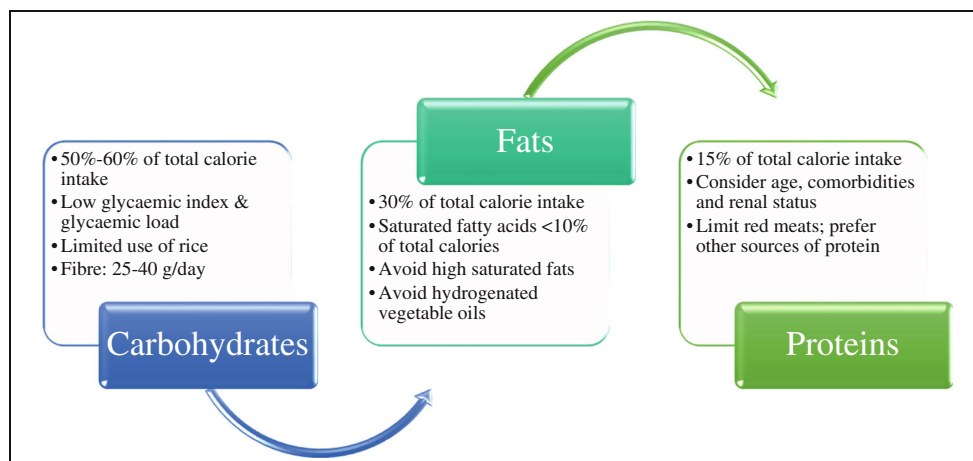 • 50%-60% of total calorie
intake
• Low glycaemic index &
glycaemic load
• Limited use of rice
• Fibre: 25-40 g/day
Carbohydrates
Fats
• 30% of total calorie intake
• Saturated fatty acids <10%
of total calories
• Avoid high saturated fats
• Avoid hydrogenated
vegetable oils
• 15% of total calorie intake
• Consider age, comorbidities
and renal status
• Limit red meats; prefer
other sources of protein
Proteins